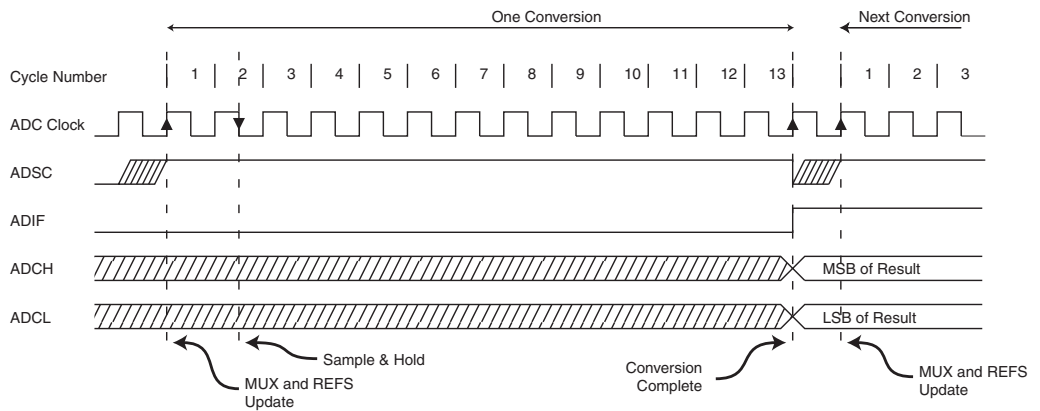 One Conversion
Next Conversion
Cycle Number
1 2 3 4 5 6 7 8 9 10 11 12 13 1 2 3
ADC Clock
ADSC
ADIF
ADCH
MSB of Result
ADCL
LSB of Result
Sample & Hold
MUX and REFS
Update
Conversion
Complete
MUX and REFS
Update